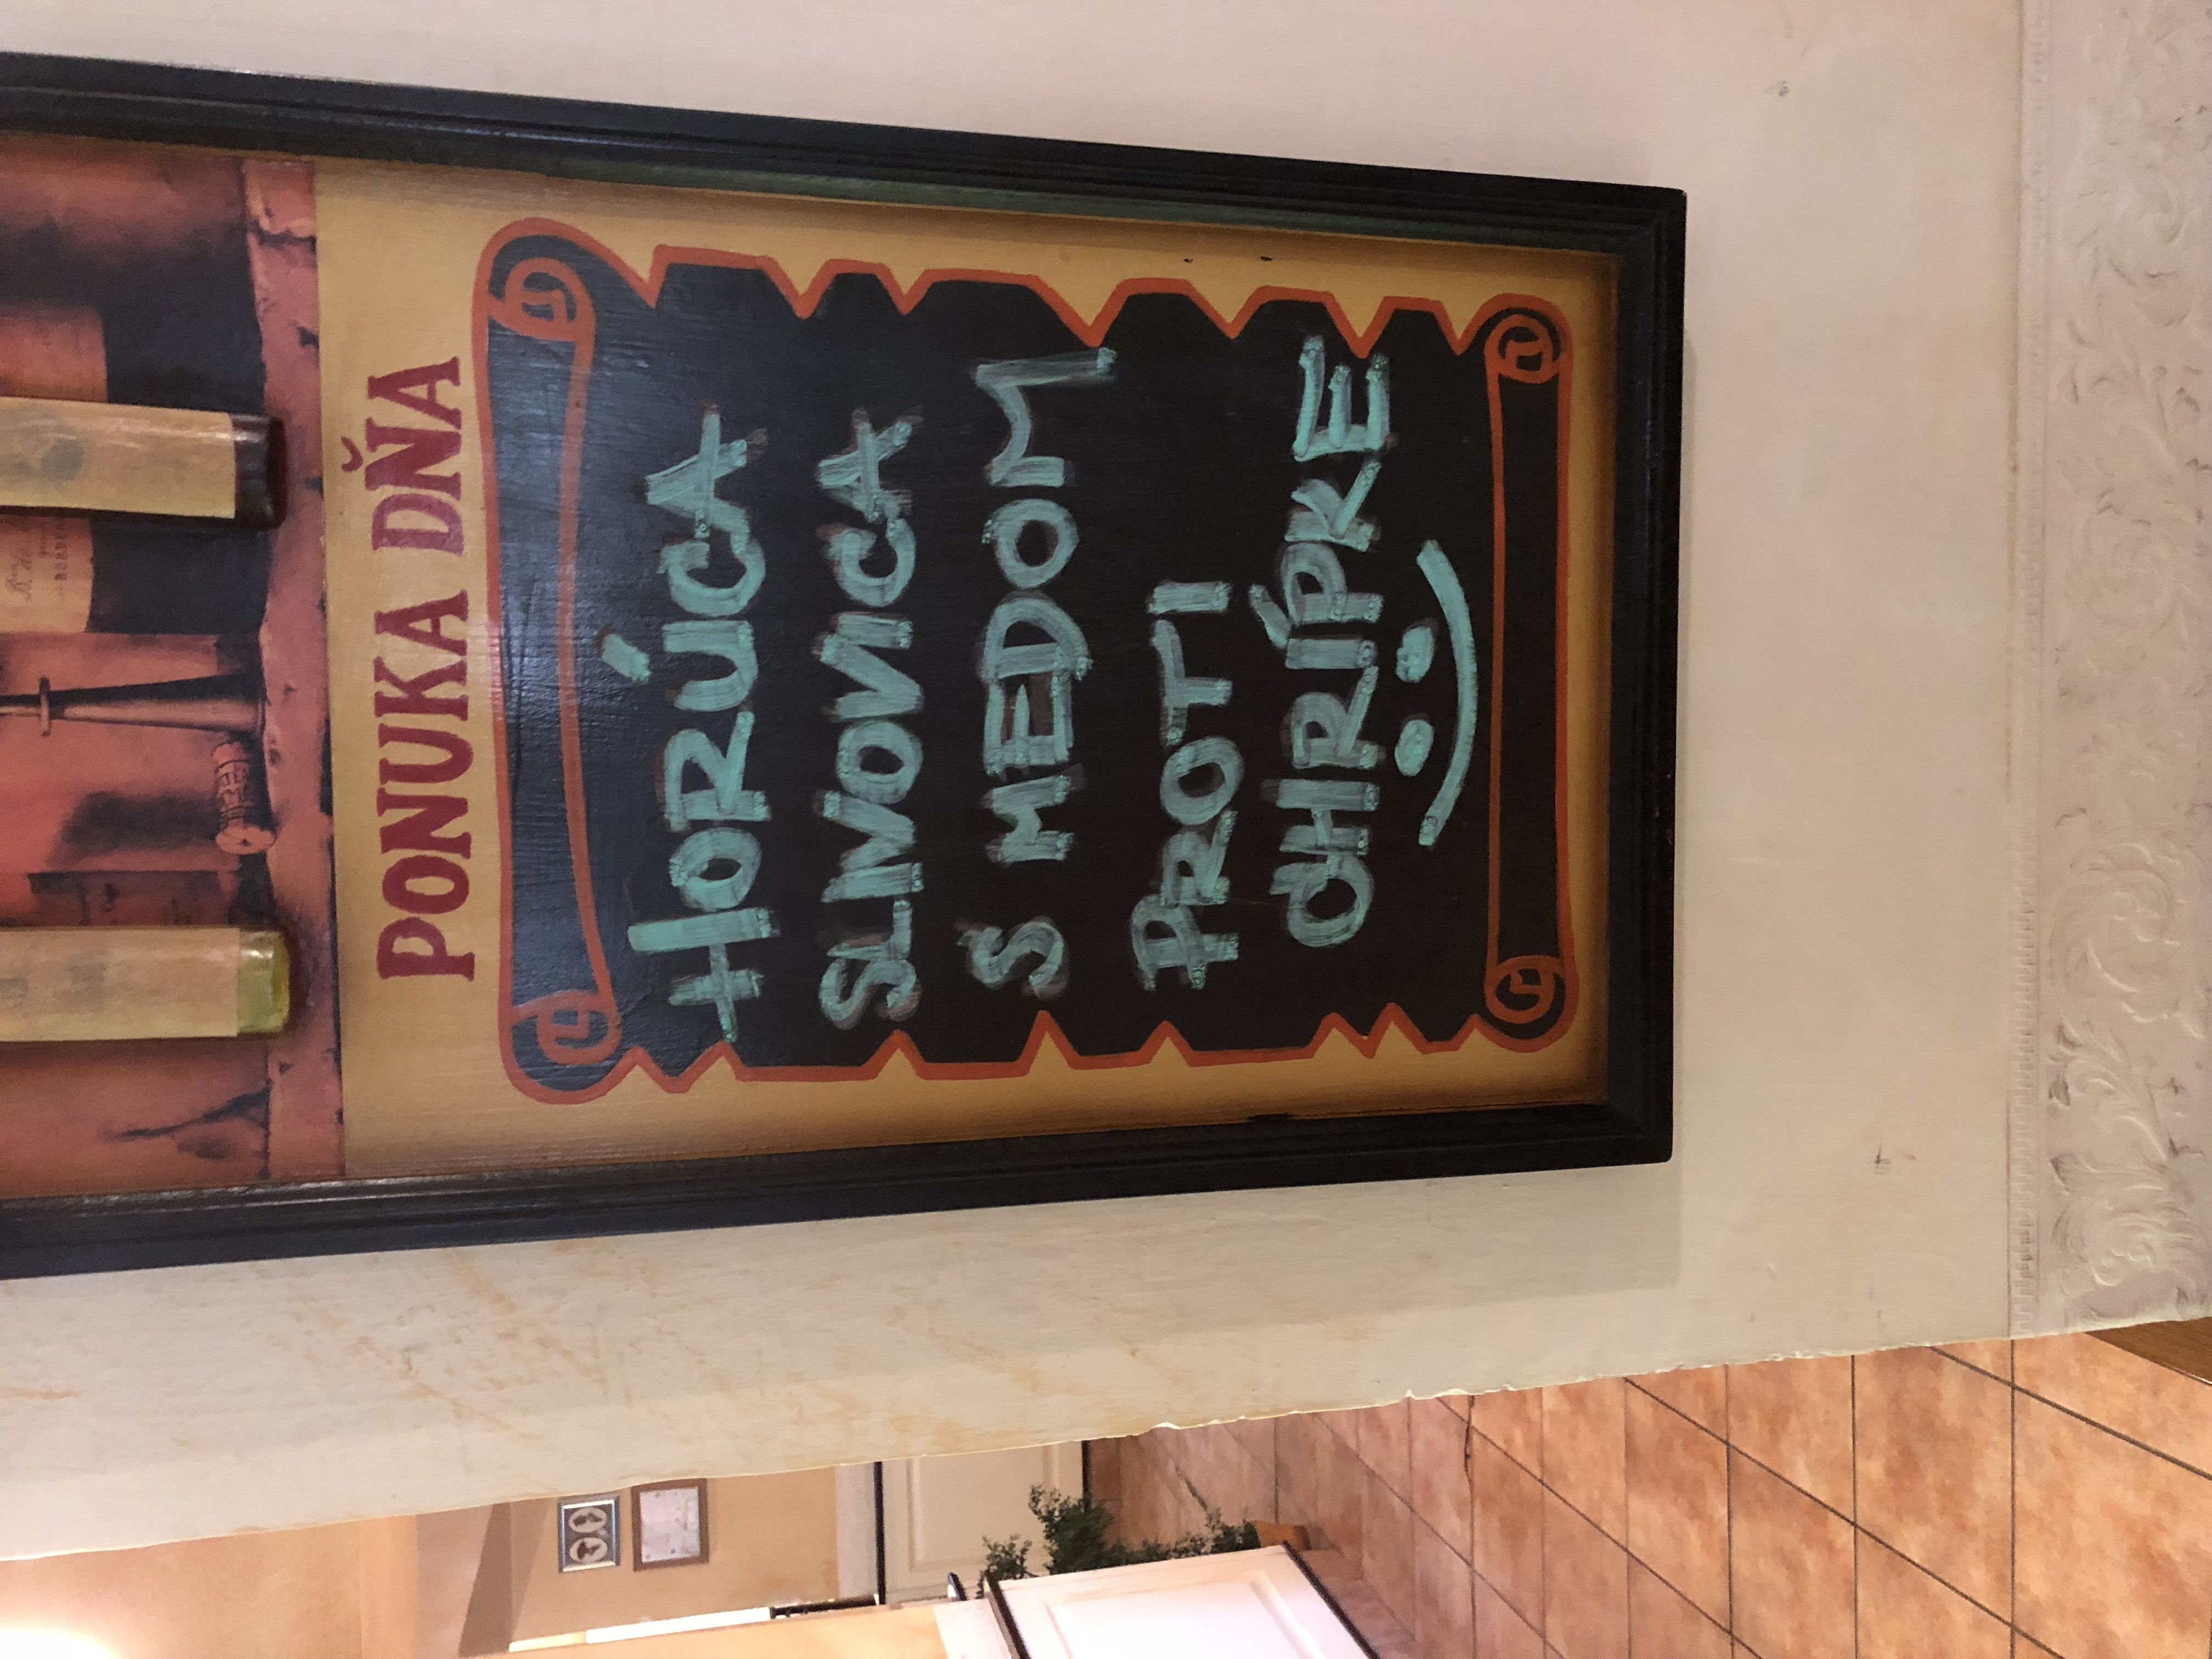 PONUKA DŇA
HORÚCA
SLIVOVICA
S MEDOM
PROTI
CHRÍPKE